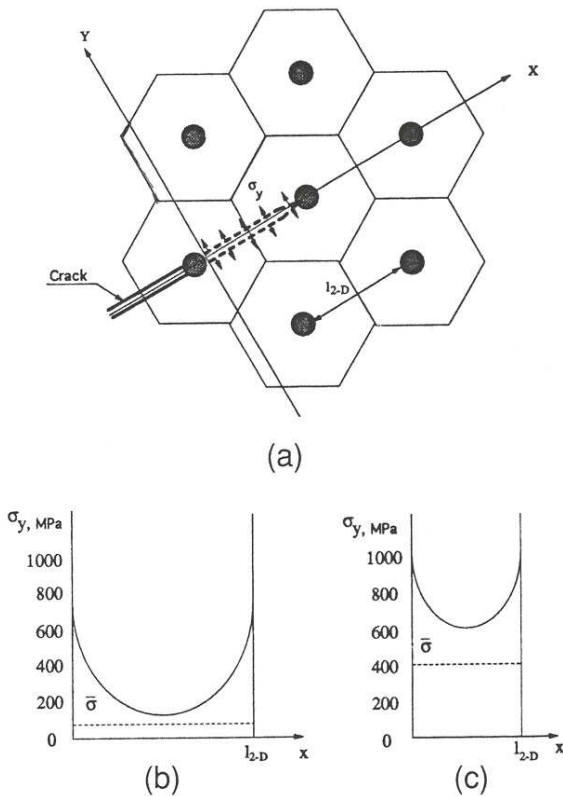 Y
X
σy
Crack
l2-D
(a)
σy, MPa
1000
800
600
400
200
0
σ̄
l2-D
x
(b)
σy, MPa
1000
800
600
400
200
0
σ̄
l2-D
x
(c)